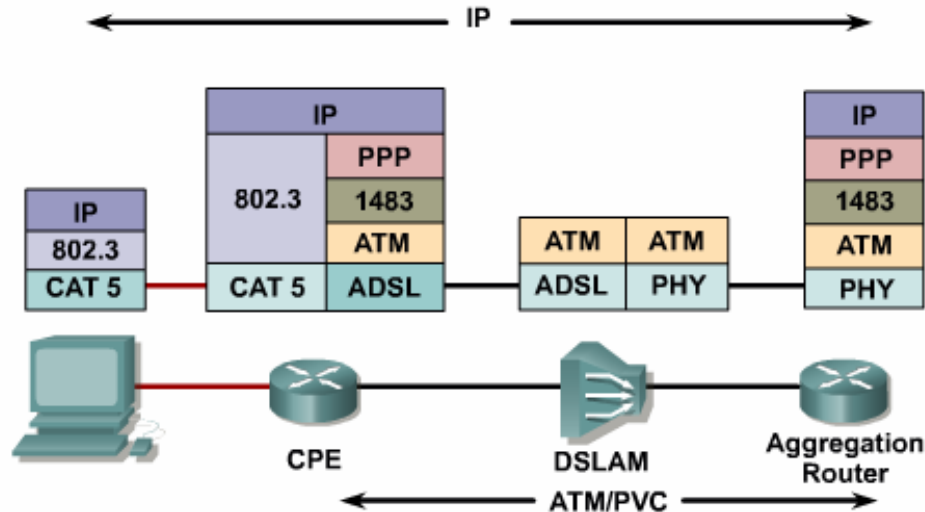 IP
IP
802.3
CAT 5
IP
802.3
PPP
1483
ATM
CAT 5
ADSL
ATM
ATM
ADSL
PHY
IP
PPP
1483
ATM
PHY
CPE
DSLAM
Aggregation
Router
ATM/PVC